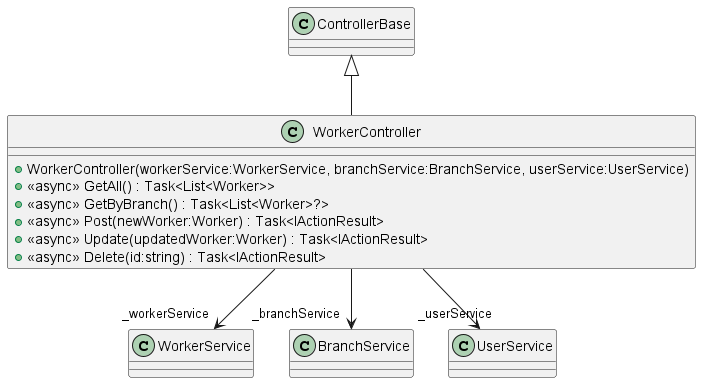 C ControllerBase
C WorkerController
WorkerController(workerService:WorkerService, branchService:BranchService, userService:UserService)
«async» GetAll() : Task<List<Worker>>
«async» GetByBranch() : Task<List<Worker>?>
«async» Post(newWorker:Worker) : Task<IActionResult>
«async» Update(updatedWorker:Worker) : Task<IActionResult>
«async» Delete(id:string) : Task<IActionResult>
_workerService _branchService _userService
C WorkerService C BranchService C UserService